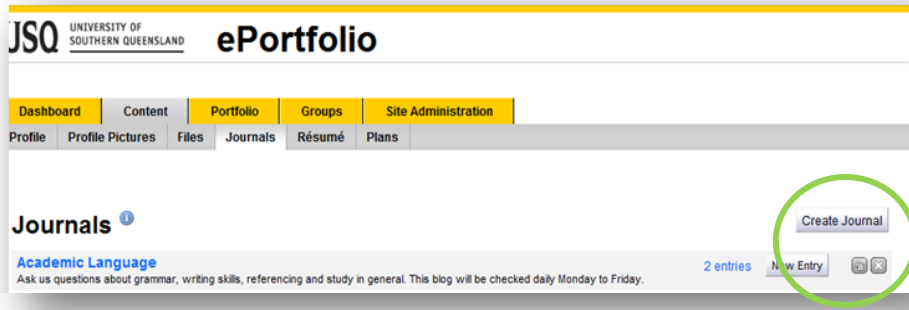 USQ UNIVERSITY OF SOUTHERN QUEENSLAND ePortfolio
Dashboard Content Portfolio Groups Site Administration
Profile Profile Pictures Files Journals Résumé Plans
Journals
Create Journal
Academic Language 2 entries New Entry
Ask us questions about grammar, writing skills, referencing and study in general. This blog will be checked daily Monday to Friday.